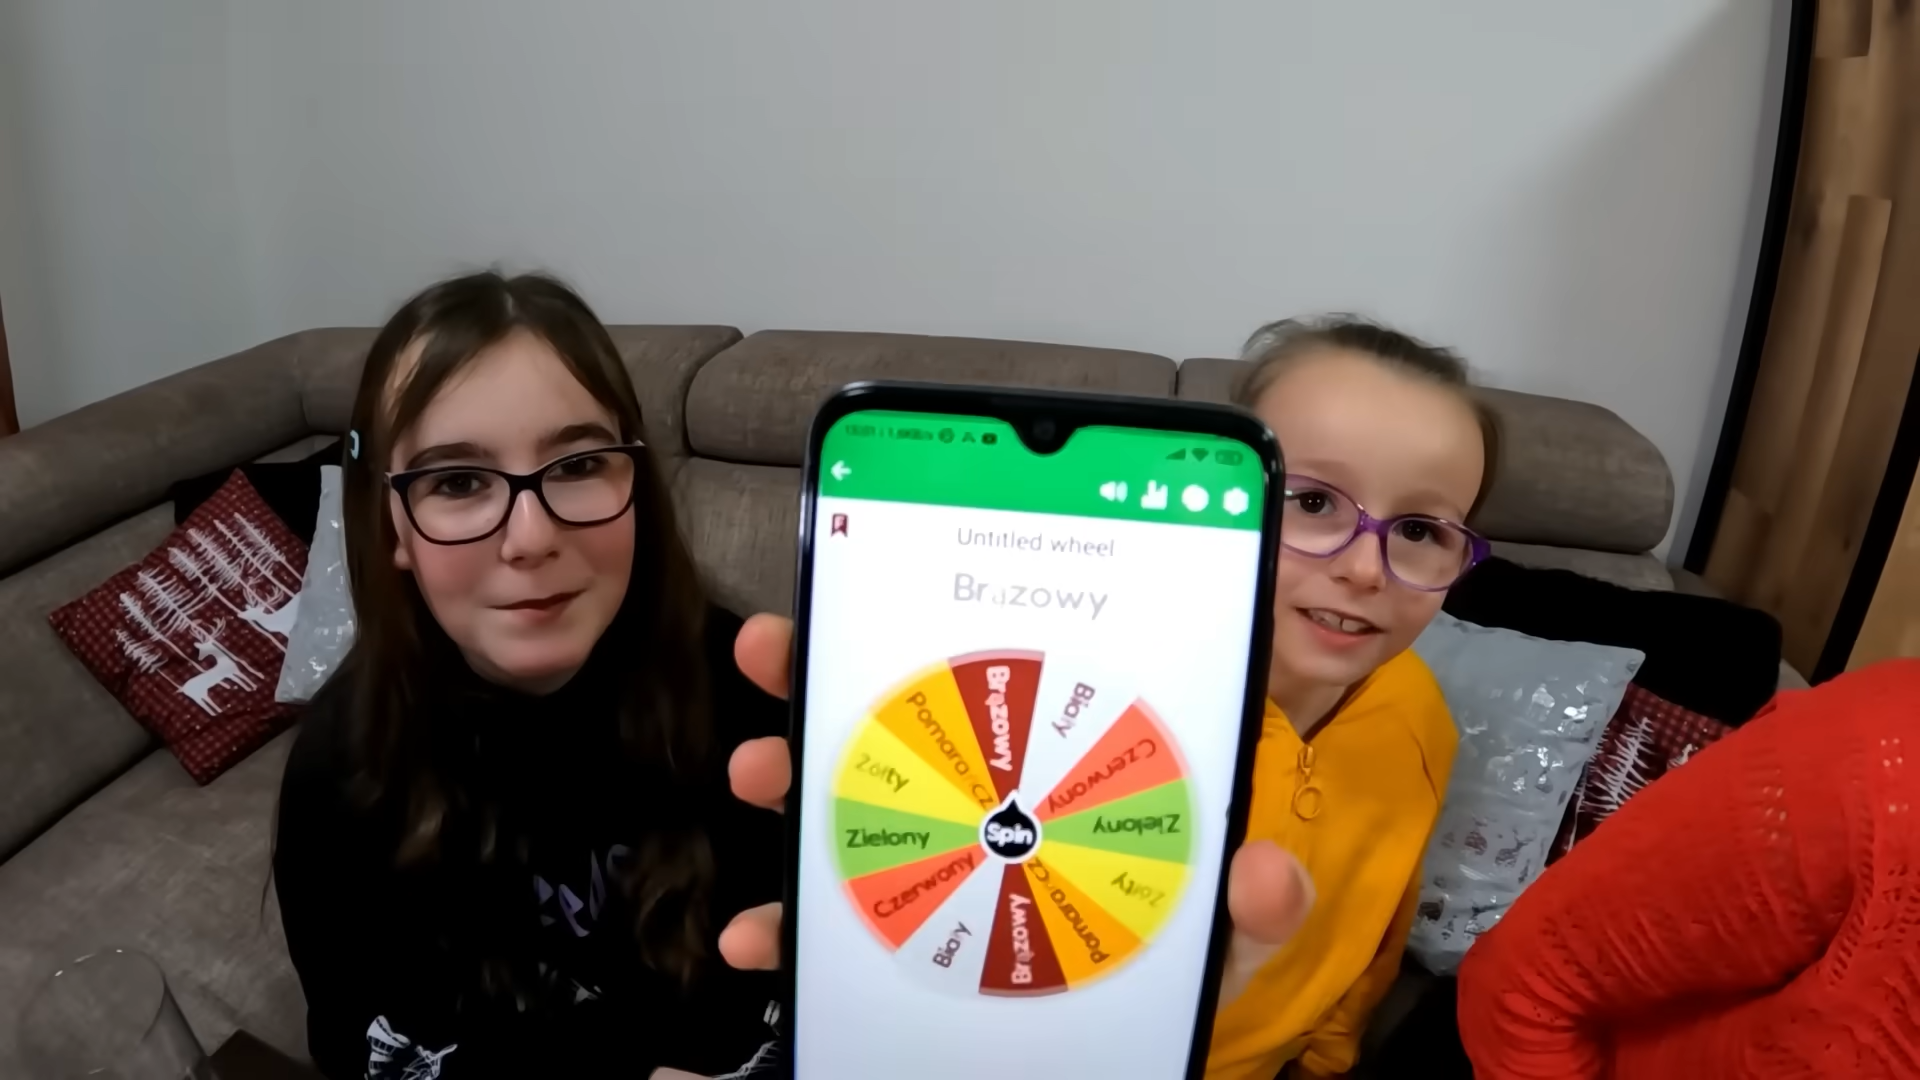 Untitled wheel
Brązowy
Brązowy
Biały
Czerwony
Zielony
Żółty
Pomarańcz
Brązowy
Biały
Czerwony
Zielony
Żółty
Pomarańcz
Spin